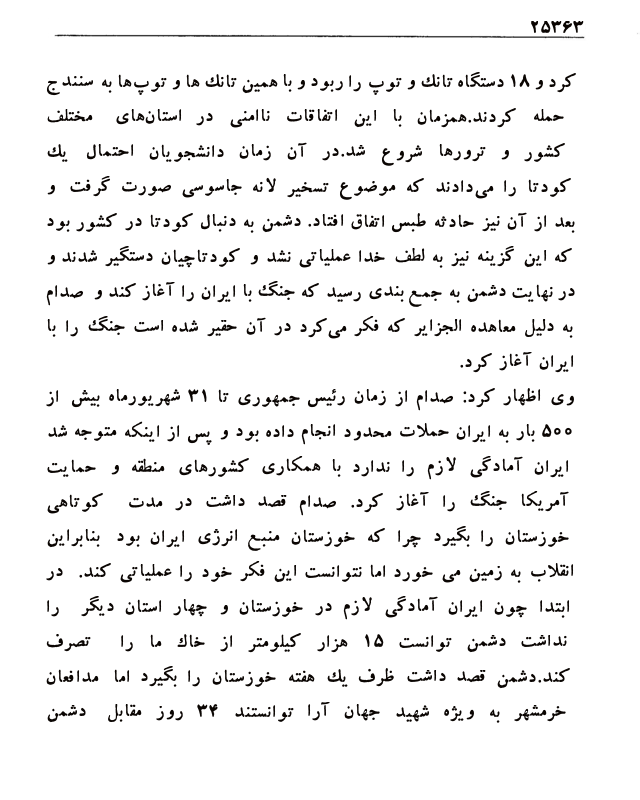 ۲۵۳۶۳
کرد و ۱۸ دستگاه تانك و توپ را ربود و با همین تانك ها و توپ‌ها به سنندج
حمله کردند.همزمان با این اتفاقات ناامنی در استان‌های مختلف
کشور و ترورها شروع شد.در آن زمان دانشجویان احتمال یك
کودتا را می‌دادند که موضوع تسخیر لانه جاسوسی صورت گرفت و
بعد از آن نیز حادثه طبس اتفاق افتاد. دشمن به دنبال کودتا در کشور بود
که این گزینه نیز به لطف خدا عملیاتی نشد و کودتاچیان دستگیر شدند و
در نهایت دشمن به جمع بندی رسید که جنگ با ایران را آغاز کند و صدام
به دلیل معاهده الجزایر که فکر می‌کرد در آن حقیر شده است جنگ را با
ایران آغاز کرد.
وی اظهار کرد: صدام از زمان رئیس جمهوری تا ۳۱ شهریورماه بیش از
۵۰۰ بار به ایران حملات محدود انجام داده بود و پس از اینکه متوجه شد
ایران آمادگی لازم را ندارد با همکاری کشورهای منطقه و حمایت
آمریکا جنگ را آغاز کرد. صدام قصد داشت در مدت کوتاهی
خوزستان را بگیرد چرا که خوزستان منبع انرژی ایران بود بنابراین
انقلاب به زمین می خورد اما نتوانست این فکر خود را عملیاتی کند. در
ابتدا چون ایران آمادگی لازم در خوزستان و چهار استان دیگر را
نداشت دشمن توانست ۱۵ هزار کیلومتر از خاك ما را تصرف
کند.دشمن قصد داشت ظرف یك هفته خوزستان را بگیرد اما مدافعان
خرمشهر به ویژه شهید جهان آرا توانستند ۳۴ روز مقابل دشمن